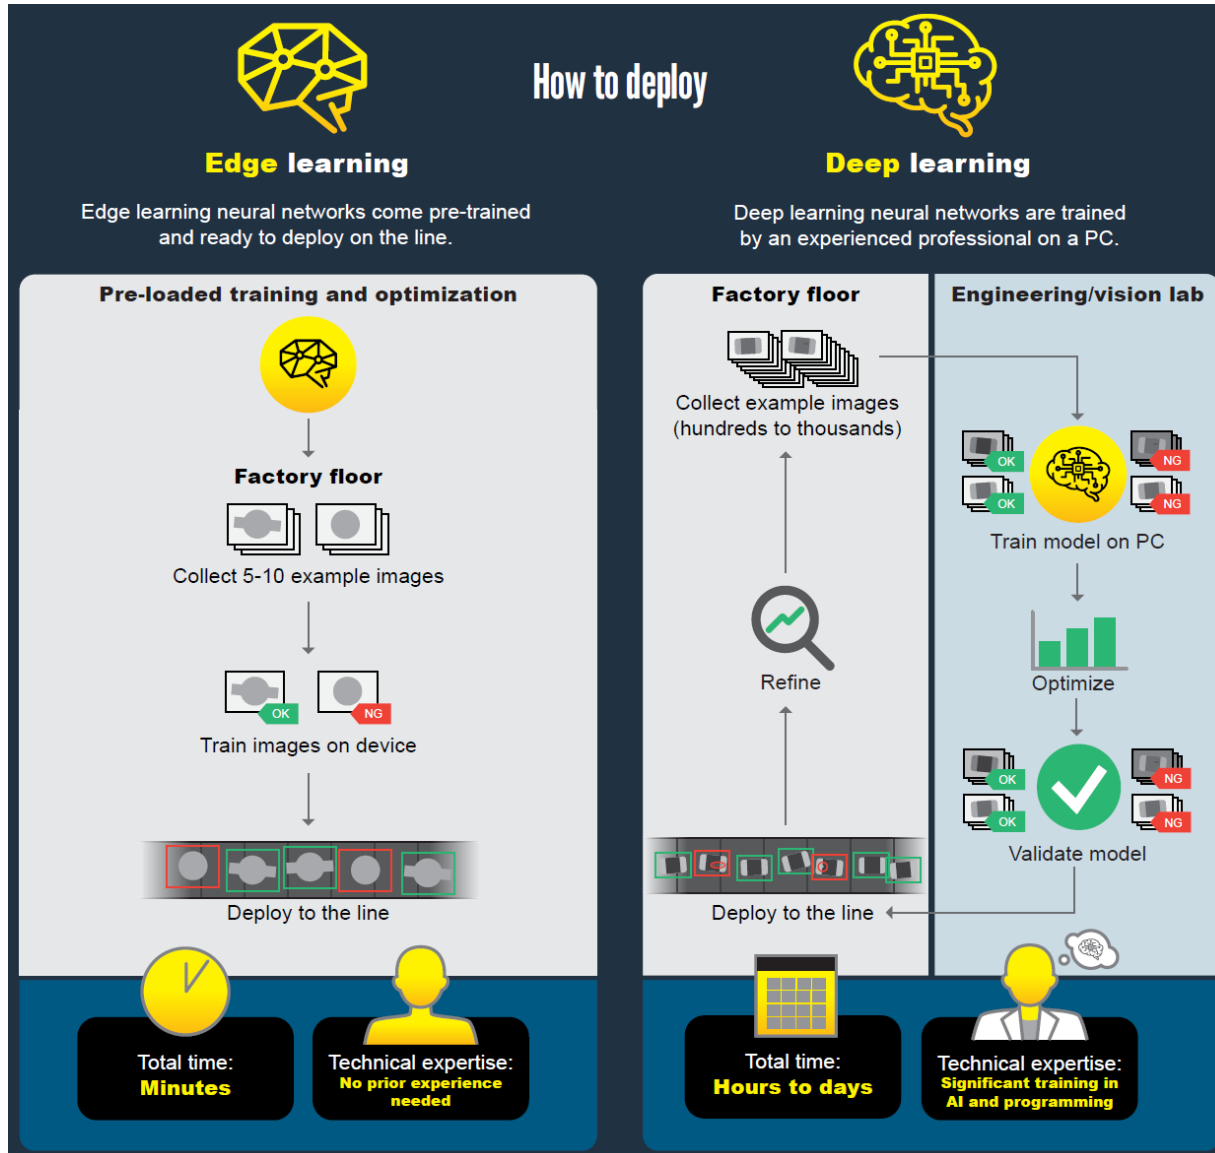 How to deploy
Edge learning
Edge learning neural networks come pre-trained
and ready to deploy on the line.
Pre-loaded training and optimization
Factory floor
Collect 5-10 example images
OK
NG
Train images on device
Deploy to the line
Total time:
Minutes
Technical expertise:
No prior experience
needed
Deep learning
Deep learning neural networks are trained
by an experienced professional on a PC.
Factory floor
Collect example images
(hundreds to thousands)
Refine
Deploy to the line
Engineering/vision lab
OK
NG
OK
NG
Train model on PC
Optimize
OK
NG
OK
NG
Validate model
Total time:
Hours to days
Technical expertise:
Significant training in
AI and programming